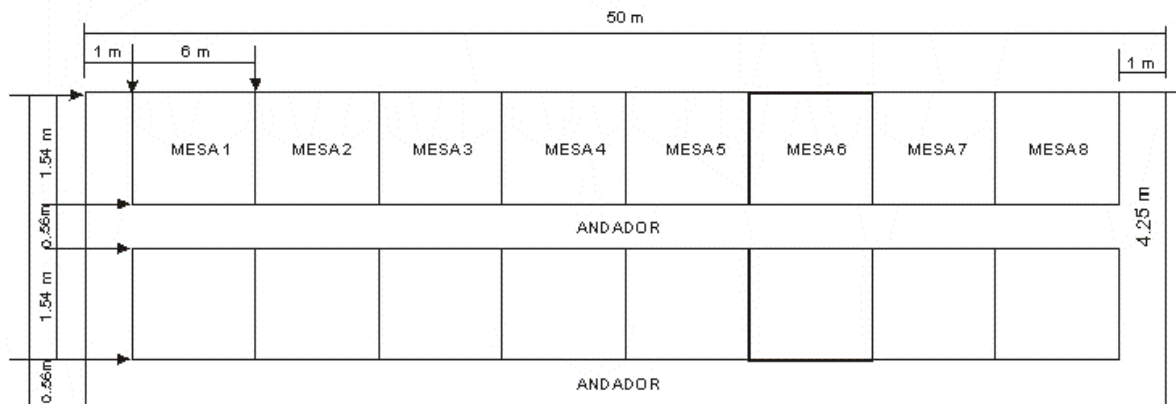 50 m
1 m
6 m
1 m
1.54 m
MESA1
MESA2
MESA3
MESA4
MESA5
MESA6
MESA7
MESA8
0.56m
ANDADOR
4.25 m
1.54 m
0.56m
ANDADOR